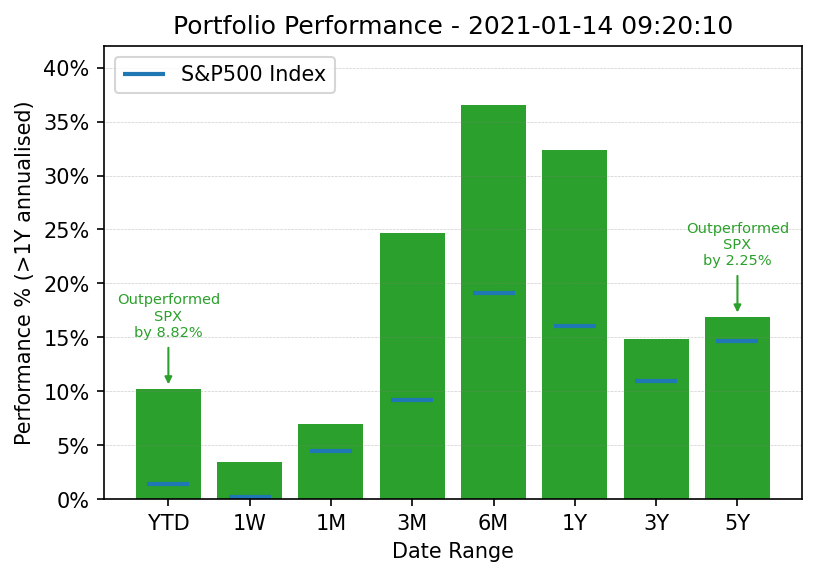 Portfolio Performance - 2021-01-14 09:20:10
S&P500 Index
Performance % (>1Y annualised)
40%
35%
30%
25%
20%
15%
10%
5%
0%
Outperformed
SPX
by 8.82%
Outperformed
SPX
by 2.25%
YTD
1W
1M
3M
6M
1Y
3Y
5Y
Date Range